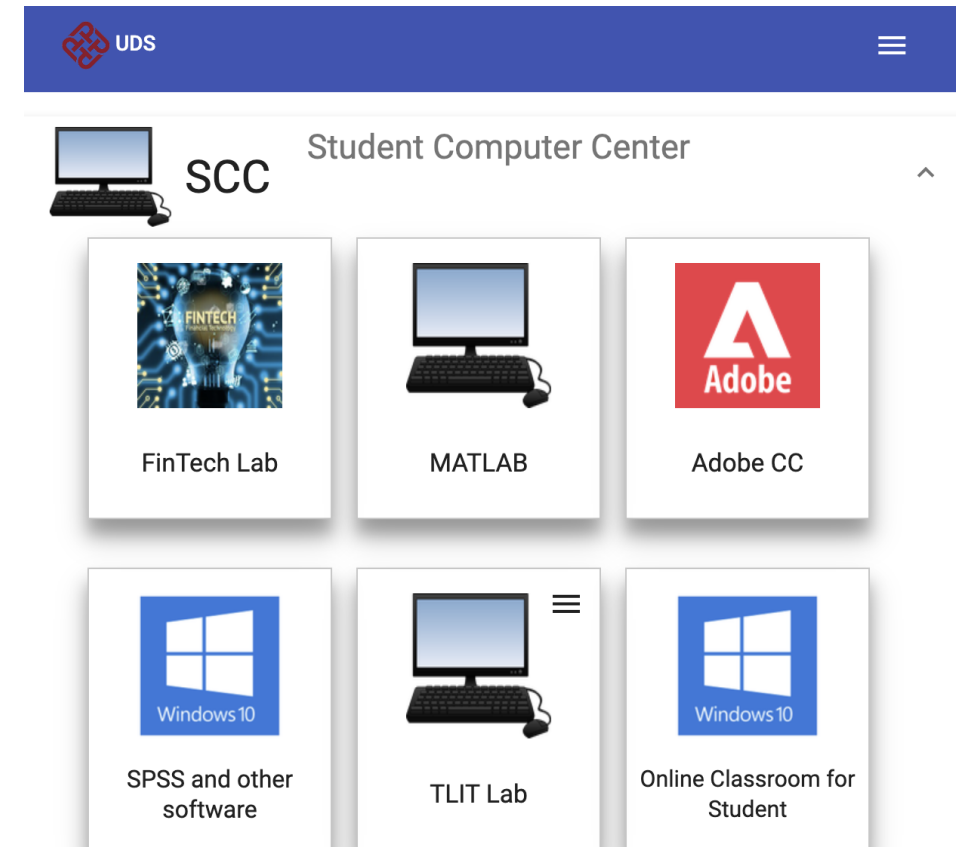 UDS
Student Computer Center
SCC
FINTECH
Financial Technology
Adobe
FinTech Lab
MATLAB
Adobe CC
Windows 10
Windows 10
SPSS and other
software
TLIT Lab
Online Classroom for
Student